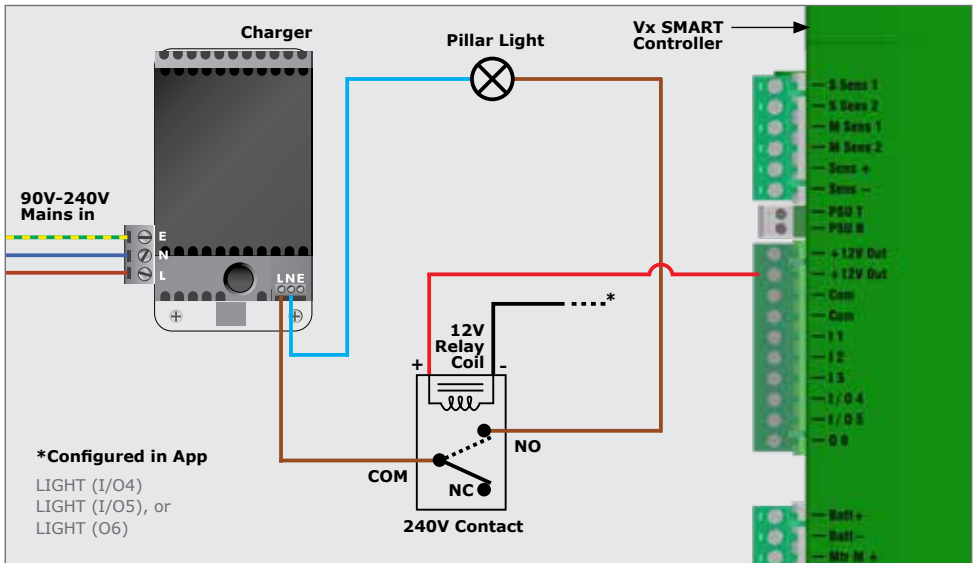 Charger
Pillar Light
Vx SMART
Controller
90V-240V
Mains in
E
N
L
L N E
S Sens 1
S Sens 2
M Sens 1
M Sens 2
Sens +
Sens -
PSU T
+12V Out
+12V Out
Com
Com
I 1
I 2
I 3
I / O 4
I / O 5
O 6
Batt+
Batt-
Mtr M +
*
12V
Relay
Coil
+
-
NO
COM
NC
240V Contact
*Configured in App
LIGHT (I/O4)
LIGHT (I/O5), or
LIGHT (O6)